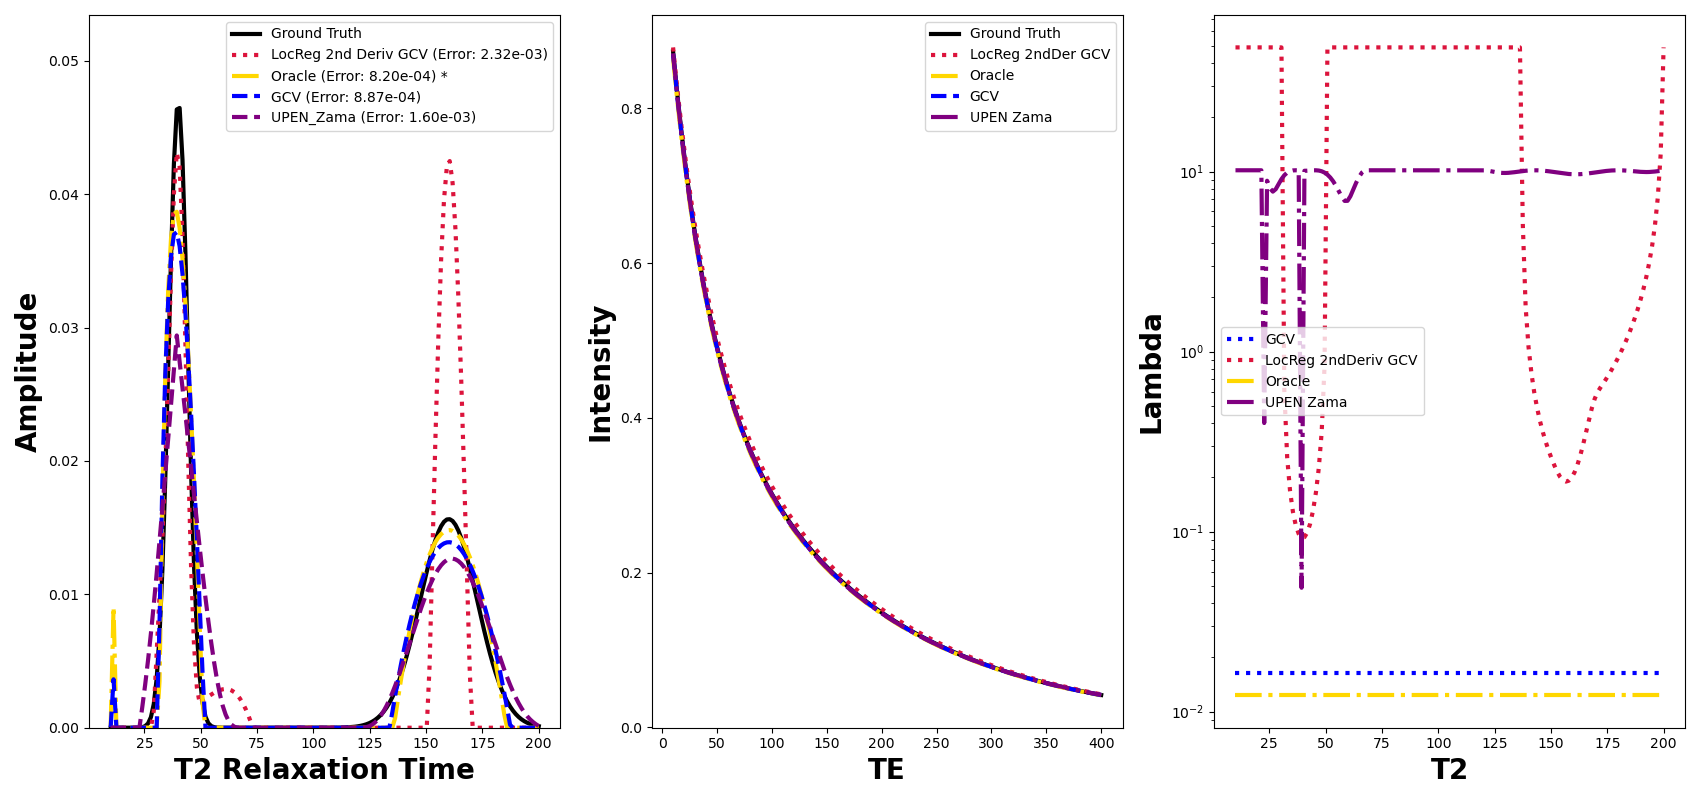 Amplitude
0.05
0.04
0.03
0.02
0.01
0.00
Ground Truth
LocReg 2nd Deriv GCV (Error: 2.32e-03)
Oracle (Error: 8.20e-04) *
GCV (Error: 8.87e-04)
UPEN_Zama (Error: 1.60e-03)
25 50 75 100 125 150 175 200
T2 Relaxation Time
Intensity
0.8
0.6
0.4
0.2
0.0
Ground Truth
LocReg 2ndDer GCV
Oracle
GCV
UPEN Zama
0 50 100 150 200 250 300 350 400
TE
Lambda
10^1
10^0
10^-1
10^-2
GCV
LocReg 2ndDeriv GCV
Oracle
UPEN Zama
25 50 75 100 125 150 175 200
T2